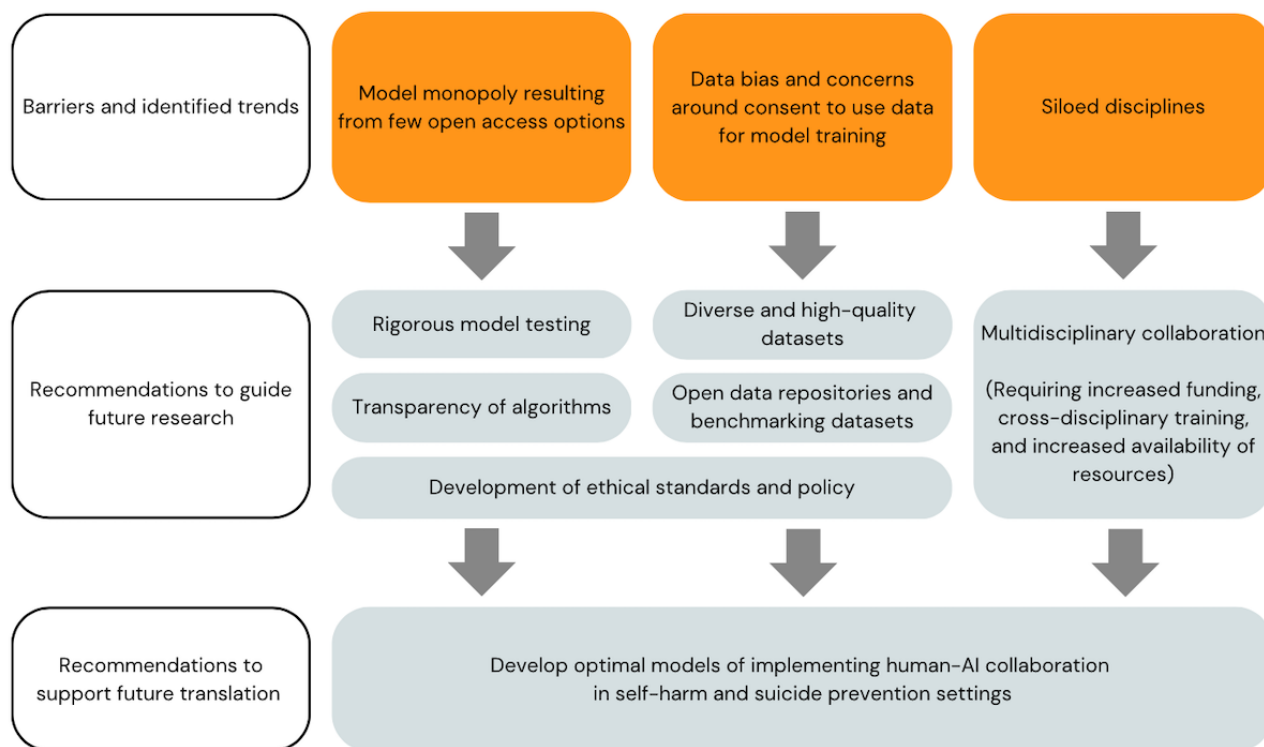 Barriers and identified trends
Model monopoly resulting
from few open access options
Data bias and concerns
around consent to use data
for model training
Siloed disciplines
Recommendations to guide
future research
Rigorous model testing
Transparency of algorithms
Diverse and high-quality
datasets
Open data repositories and
benchmarking datasets
Development of ethical standards and policy
Multidisciplinary collaboration
(Requiring increased funding,
cross-disciplinary training,
and increased availability of
resources)
Recommendations to
support future translation
Develop optimal models of implementing human-AI collaboration
in self-harm and suicide prevention settings